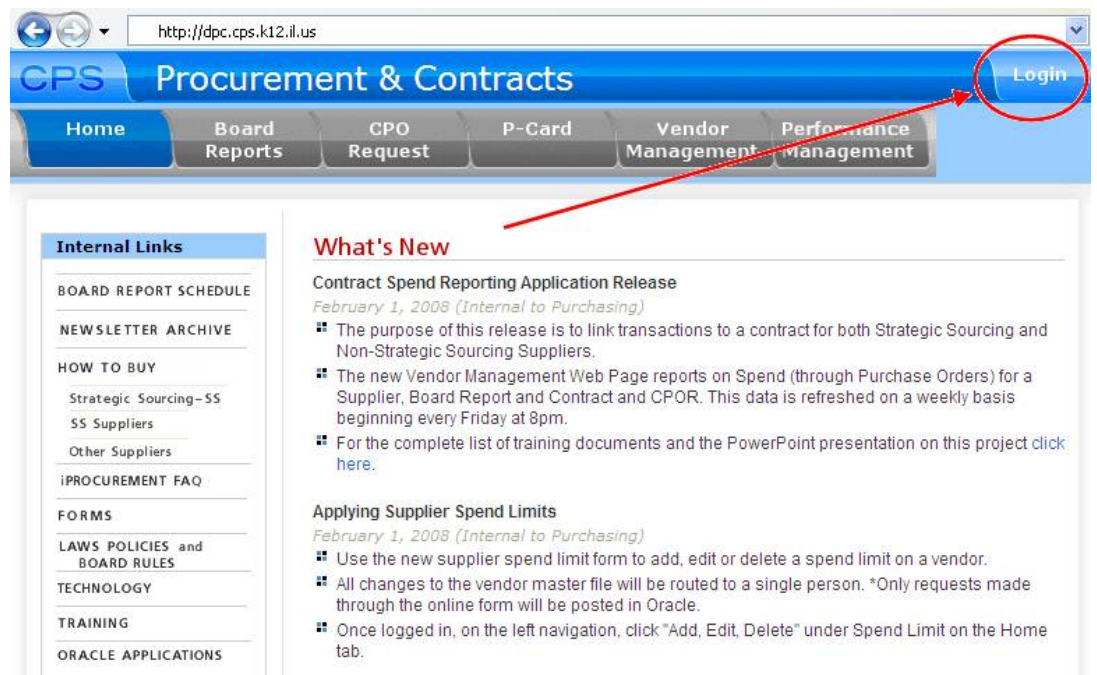 http://dpc.cps.k12.il.us
CPS Procurement & Contracts Login
Home Board Reports CPO Request P-Card Vendor Management Performance Management
Internal Links
BOARD REPORT SCHEDULE
NEWSLETTER ARCHIVE
HOW TO BUY
Strategic Sourcing-SS
SS Suppliers
Other Suppliers
iPROCUREMENT FAQ
FORMS
LAWS POLICIES and
BOARD RULES
TECHNOLOGY
TRAINING
ORACLE APPLICATIONS
What's New
Contract Spend Reporting Application Release
February 1, 2008 (Internal to Purchasing)
The purpose of this release is to link transactions to a contract for both Strategic Sourcing and
Non-Strategic Sourcing Suppliers.
The new Vendor Management Web Page reports on Spend (through Purchase Orders) for a
Supplier, Board Report and Contract and CPOR. This data is refreshed on a weekly basis
beginning every Friday at 8pm.
For the complete list of training documents and the PowerPoint presentation on this project click
here.
Applying Supplier Spend Limits
February 1, 2008 (Internal to Purchasing)
Use the new supplier spend limit form to add, edit or delete a spend limit on a vendor.
All changes to the vendor master file will be routed to a single person. *Only requests made
through the online form will be posted in Oracle.
Once logged in, on the left navigation, click "Add, Edit, Delete" under Spend Limit on the Home
tab.